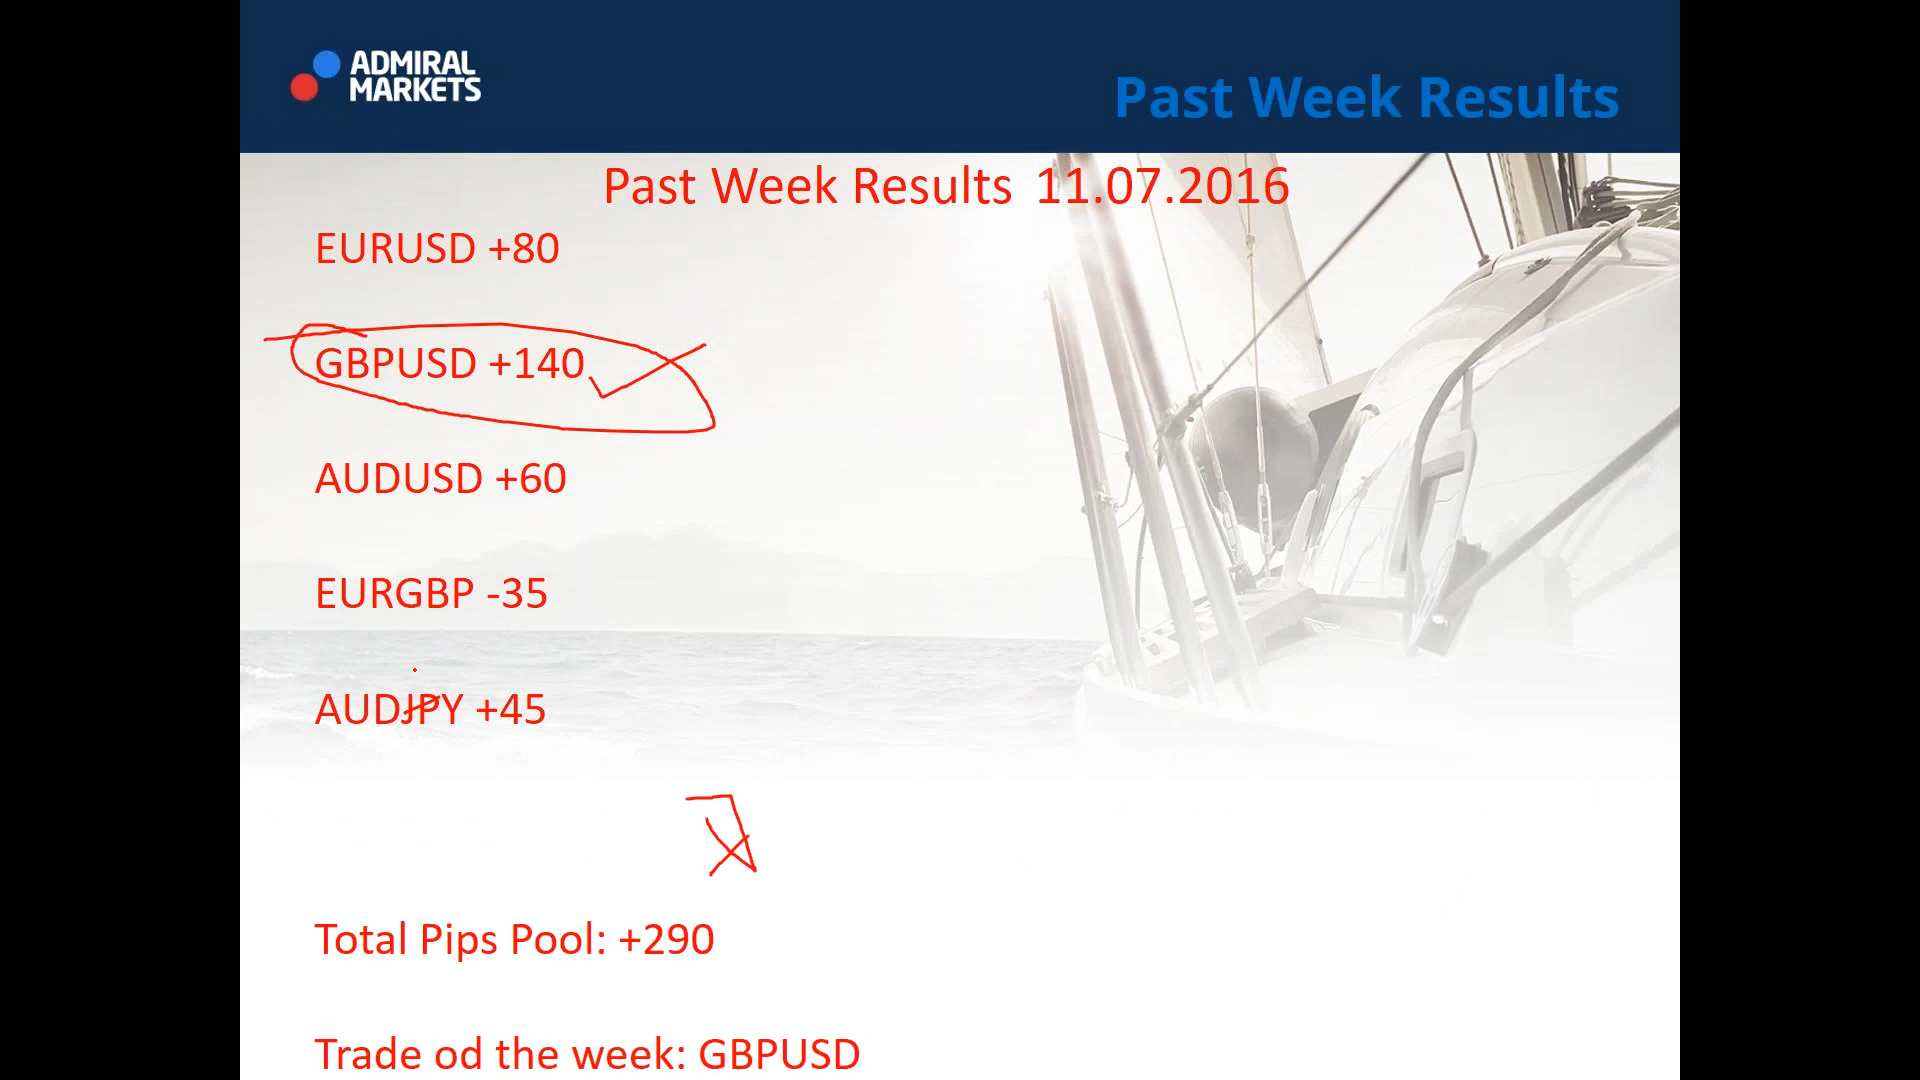 ADMIRAL
MARKETS
Past Week Results
Past Week Results 11.07.2016
EURUSD +80
GBPUSD +140
AUDUSD +60
EURGBP -35
AUDJPY +45
Total Pips Pool: +290
Trade od the week: GBPUSD